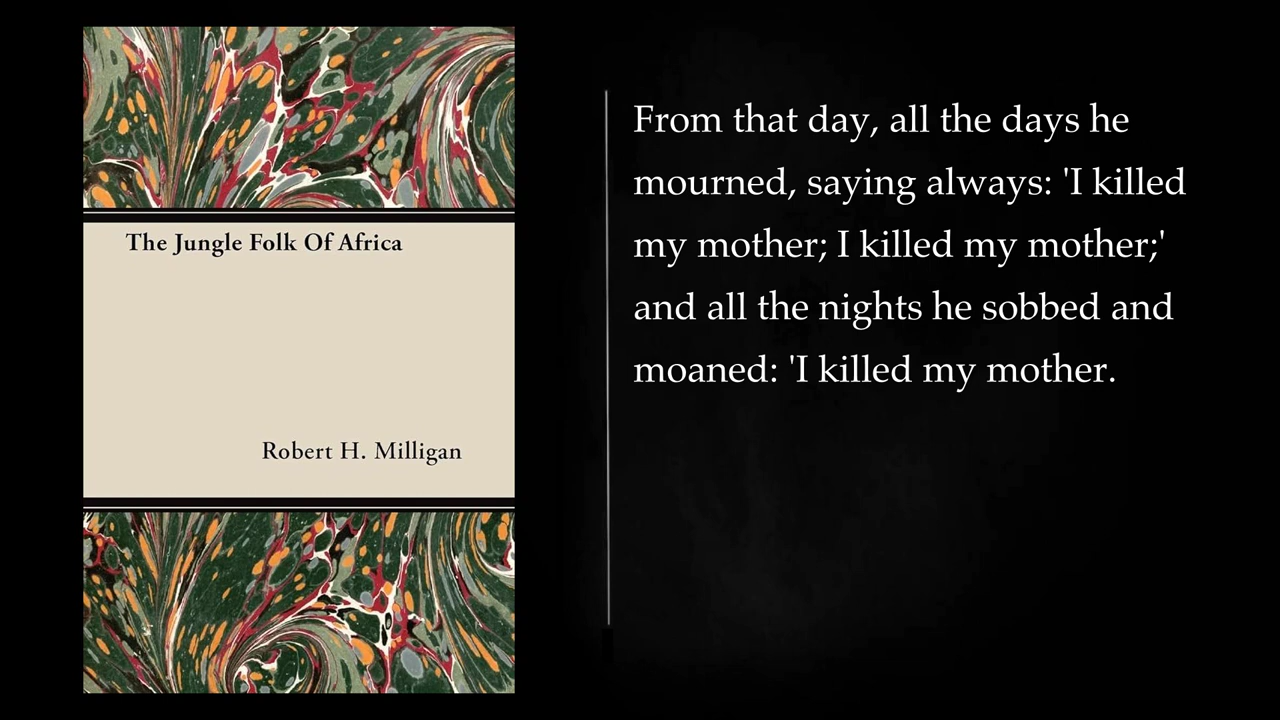 The Jungle Folk Of Africa
Robert H. Milligan
From that day, all the days he
mourned, saying always: 'I killed
my mother; I killed my mother;'
and all the nights he sobbed and
moaned: 'I killed my mother.